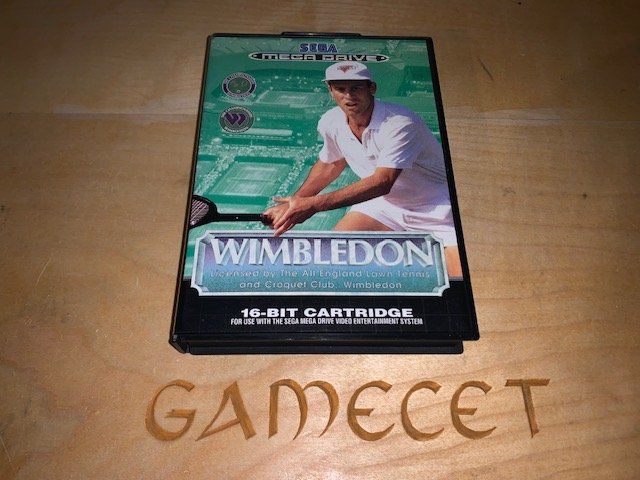 SEGA
MEGA DRIVE
WIMBLEDON
Licensed by The All England Lawn Tennis
and Croquet Club, Wimbledon
16-BIT CARTRIDGE
FOR USE WITH THE SEGA MEGA DRIVE VIDEO ENTERTAINMENT SYSTEM
GAMECET